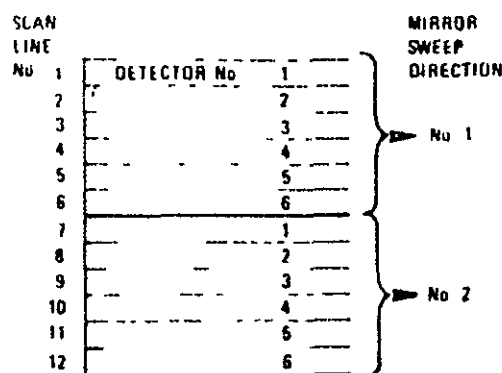 SCAN LINE No
MIRROR SWEEP DIRECTION
DETECTOR No
1 1
2 2
3 3
4 4
5 5
6 6
No 1
7 1
8 2
9 3
10 4
11 5
12 6
No 2